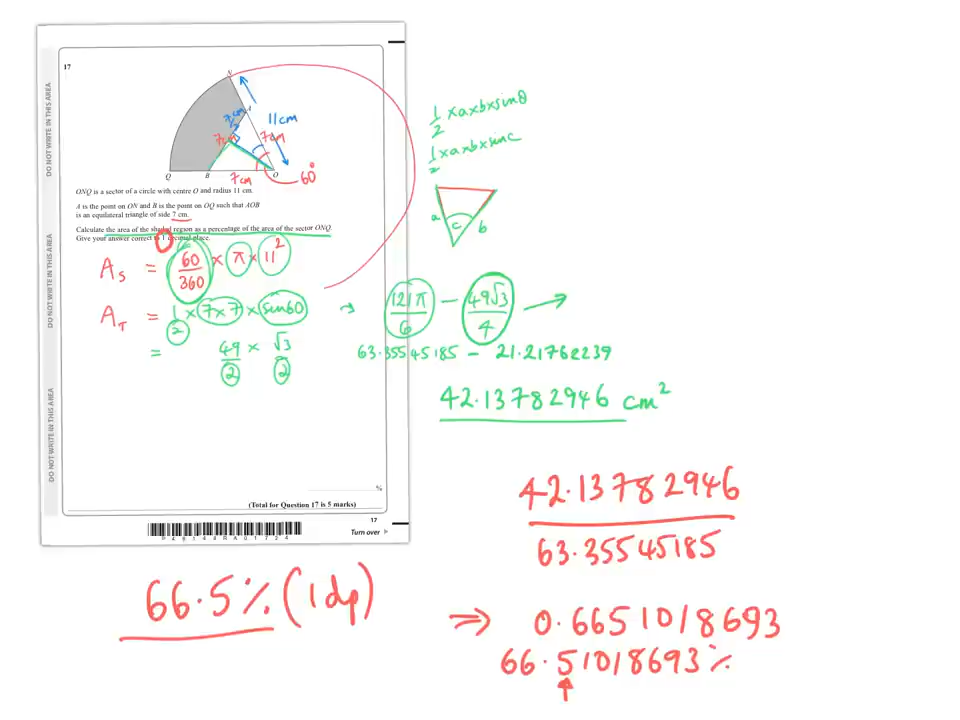 DO NOT WRITE IN THIS AREA
DO NOT WRITE IN THIS AREA
DO NOT WRITE IN THIS AREA
17
N
A
7cm
11cm
7cm
7cm
Q
B
7cm
O
60°
ONQ is a sector of a circle with centre O and radius 11 cm.
A is the point on ON and B is the point on OQ such that AOB
is an equilateral triangle of side 7 cm.
Calculate the area of the shaded region as a percentage of the area of the sector ONQ.
Give your answer correct to 1 decimal place.
1/2 × a × b × sinθ
1/2 × a × b × sin c
a
c
b
A_S = 60/360 × π × 11²
A_T = 1/2 × 7×7 × sin60
= 49/2 × √3/2
→ 121π/6 − 49√3/4 →
63.35545185 − 21.21762239
42.13782946 cm²
%
(Total for Question 17 is 5 marks)
17
Turn over
42.13782946
63.35545185
66.5% (1dp)
⇒ 0.6651018693
66.51018693%